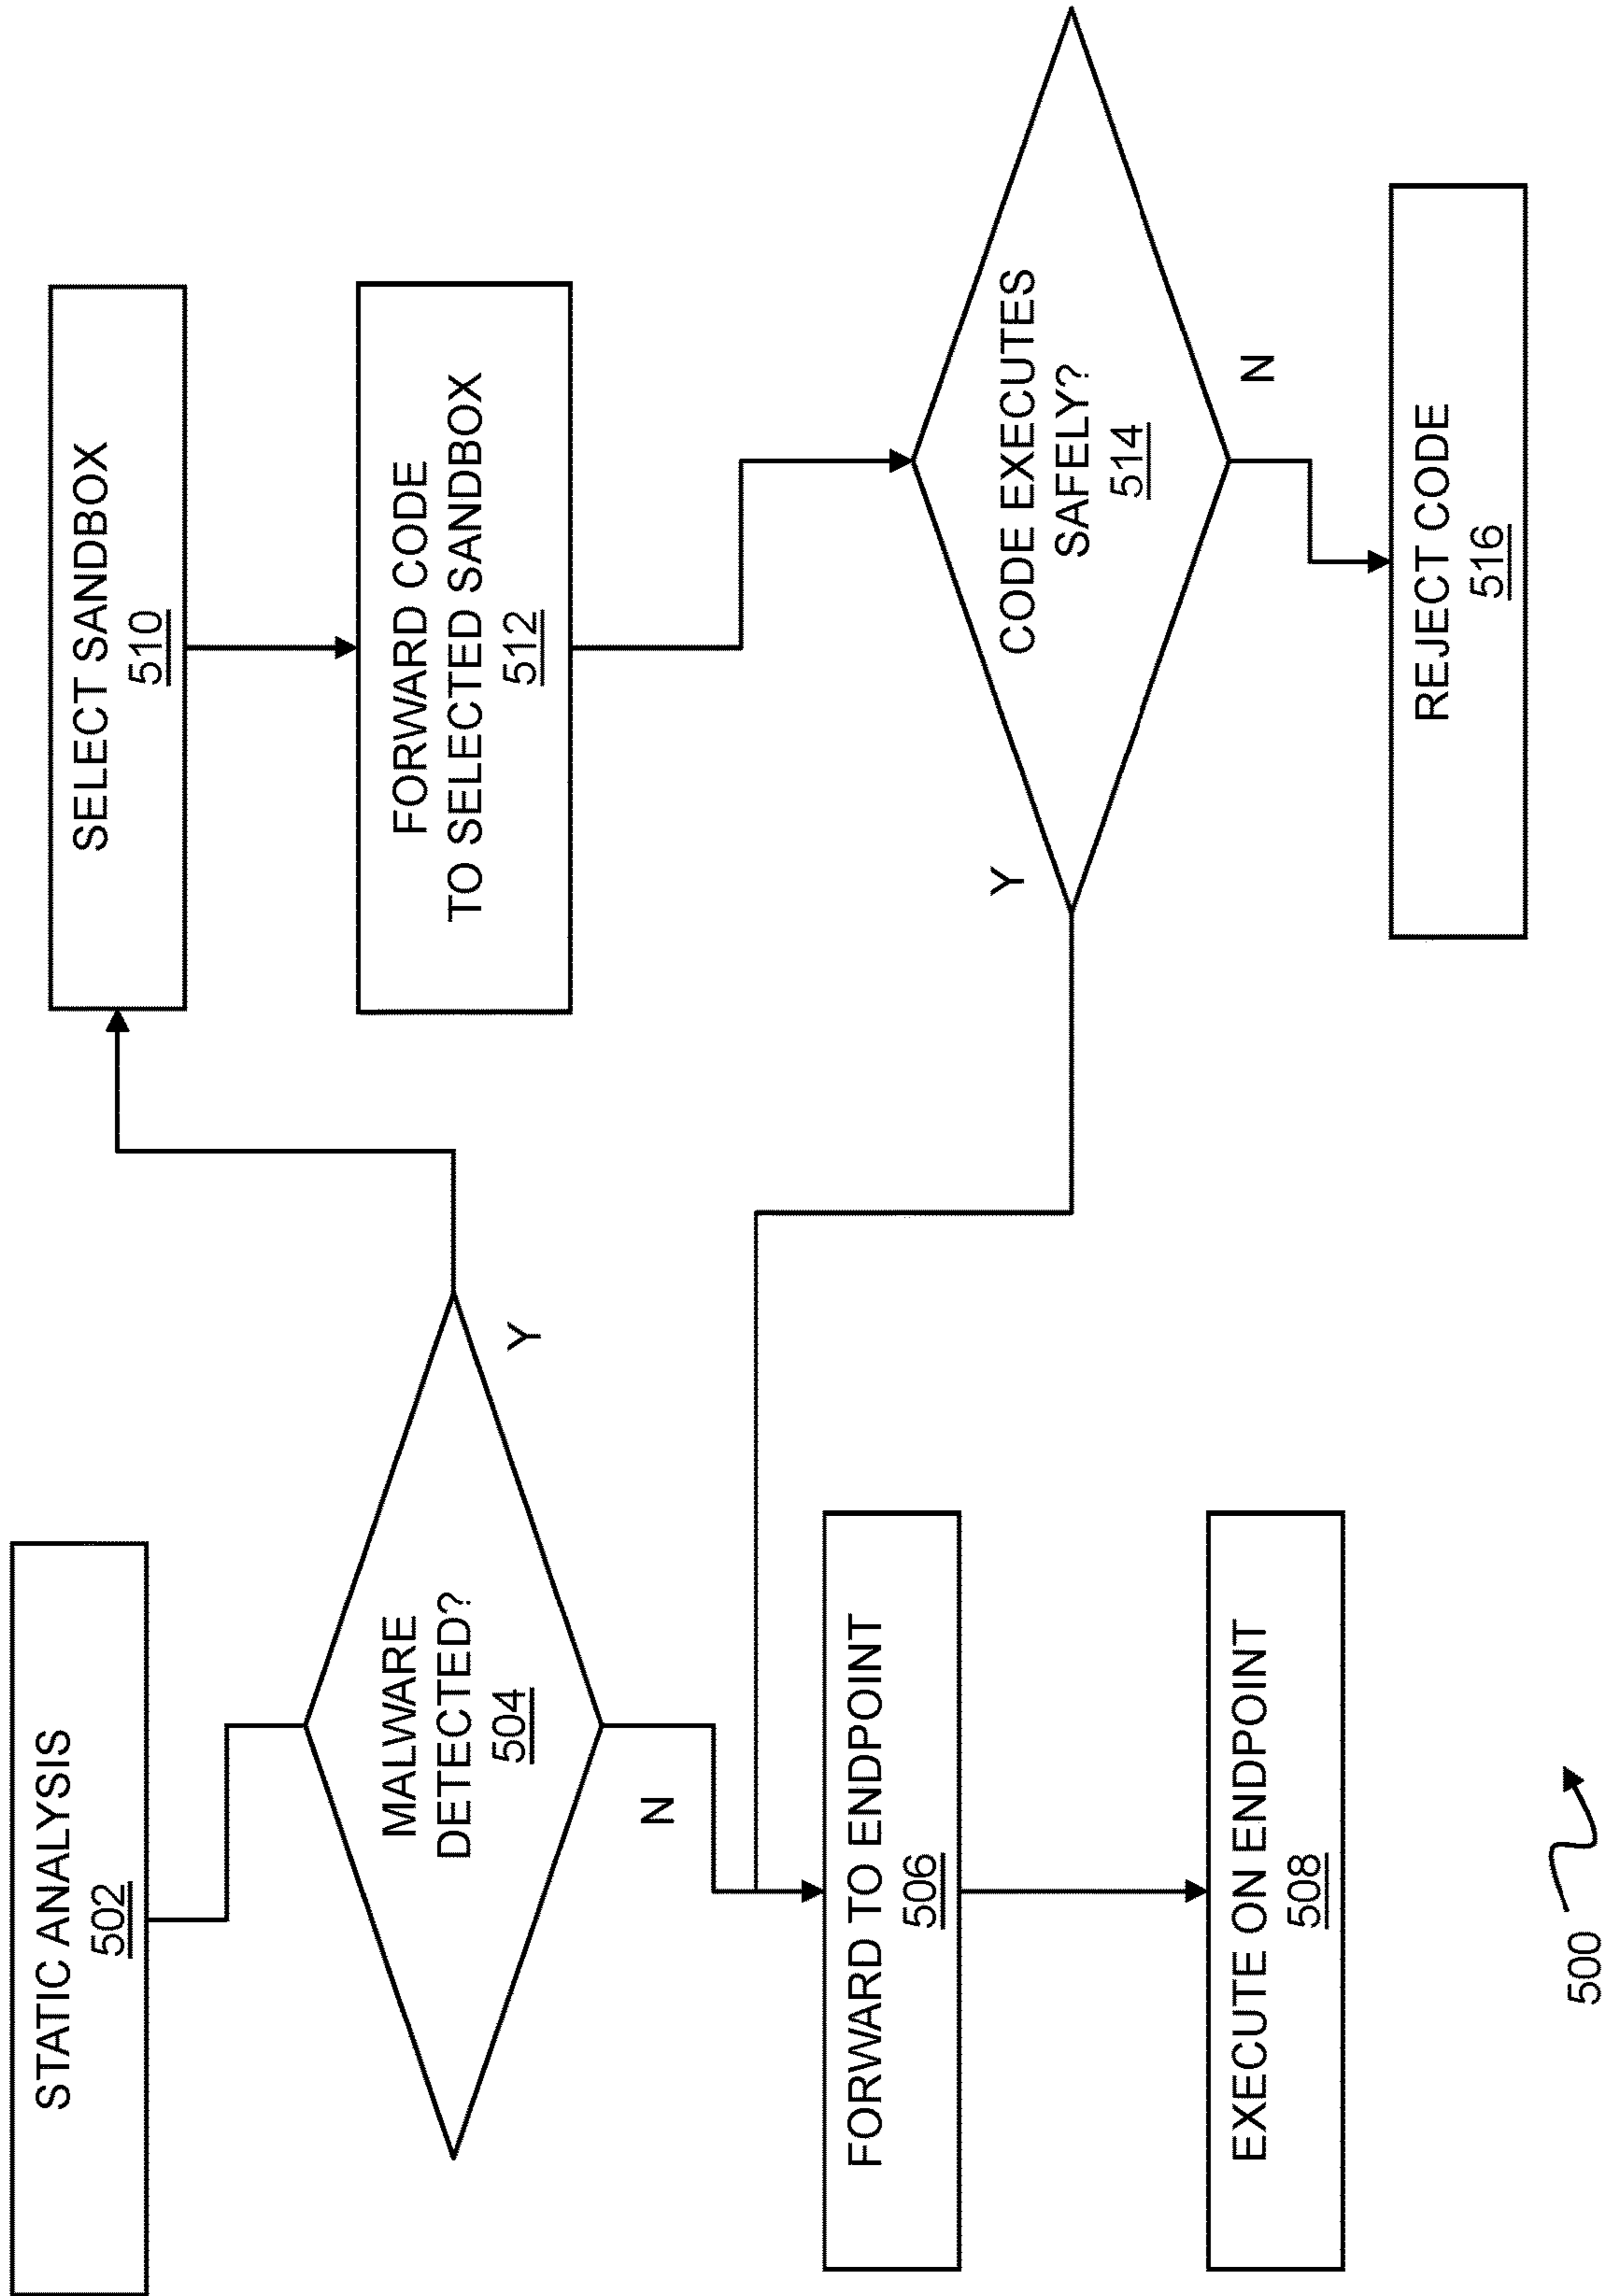 STATIC ANALYSIS
502
MALWARE
DETECTED?
504
Y
N
FORWARD TO ENDPOINT
506
EXECUTE ON ENDPOINT
508
SELECT SANDBOX
510
FORWARD CODE
TO SELECTED SANDBOX
512
CODE EXECUTES
SAFELY?
514
Y
N
REJECT CODE
516
500